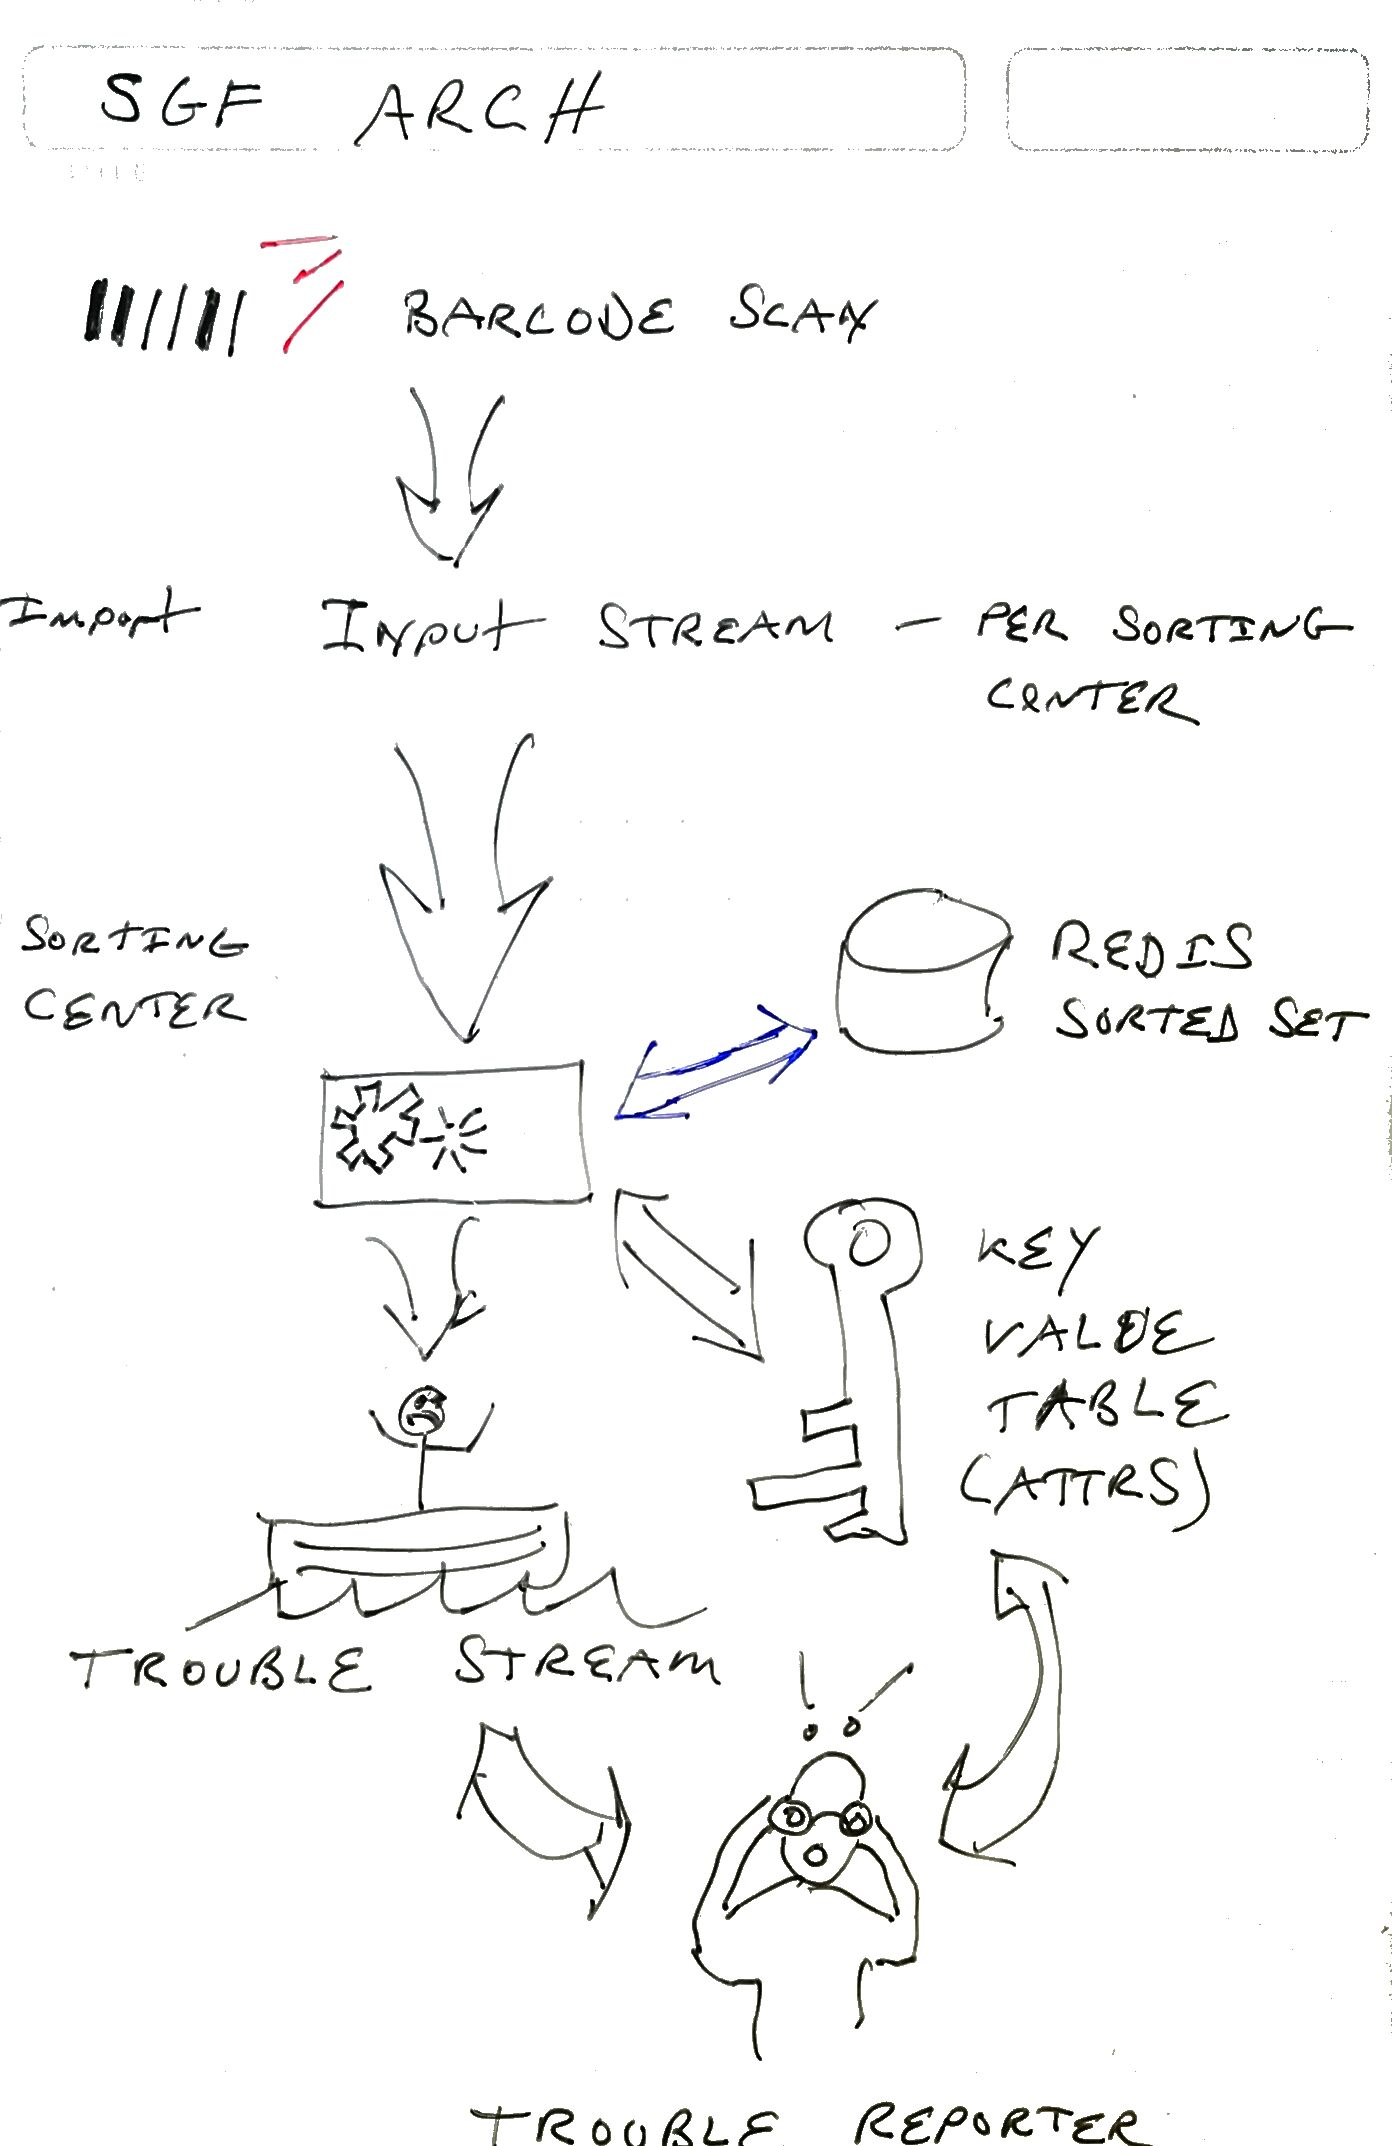 SGF ARCH
BARCODE SCAN
Import INPUT STREAM - PER SORTING
CENTER
SORTING
CENTER
REDIS
SORTED SET
KEY
VALUE
TABLE
(ATTRS)
TROUBLE STREAM
! !
TROUBLE REPORTER